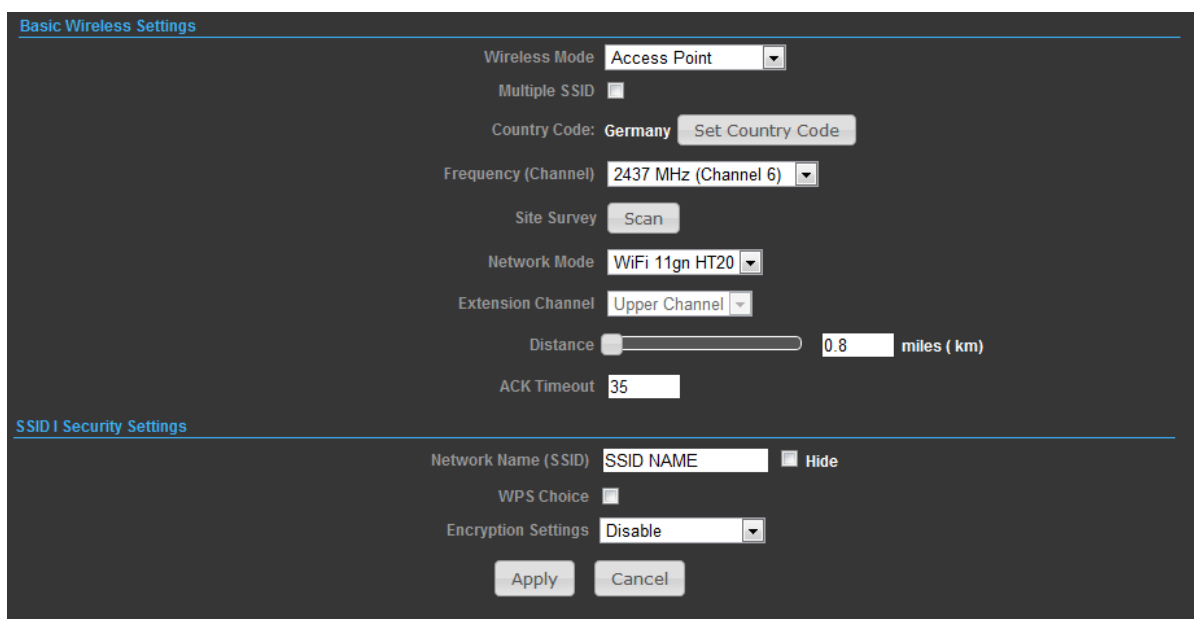 Basic Wireless Settings
Wireless Mode Access Point
Multiple SSID
Country Code: Germany Set Country Code
Frequency (Channel) 2437 MHz (Channel 6)
Site Survey Scan
Network Mode WiFi 11gn HT20
Extension Channel Upper Channel
Distance 0.8 miles ( km)
ACK Timeout 35
SSID I Security Settings
Network Name (SSID) SSID NAME Hide
WPS Choice
Encryption Settings Disable
Apply Cancel